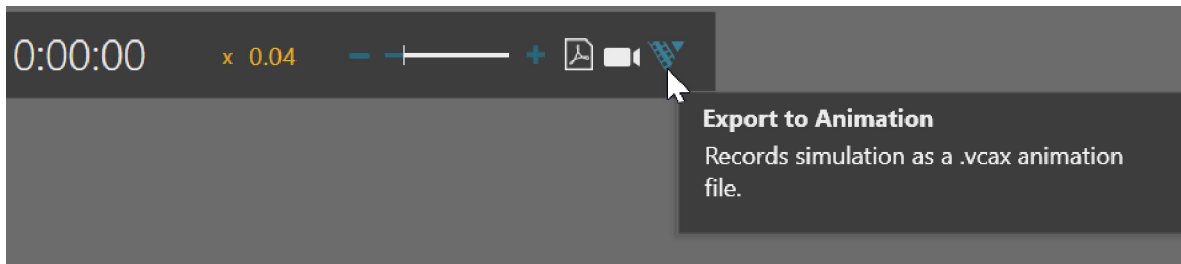 0:00:00 x 0.04
Export to Animation
Records simulation as a .vcax animation
file.